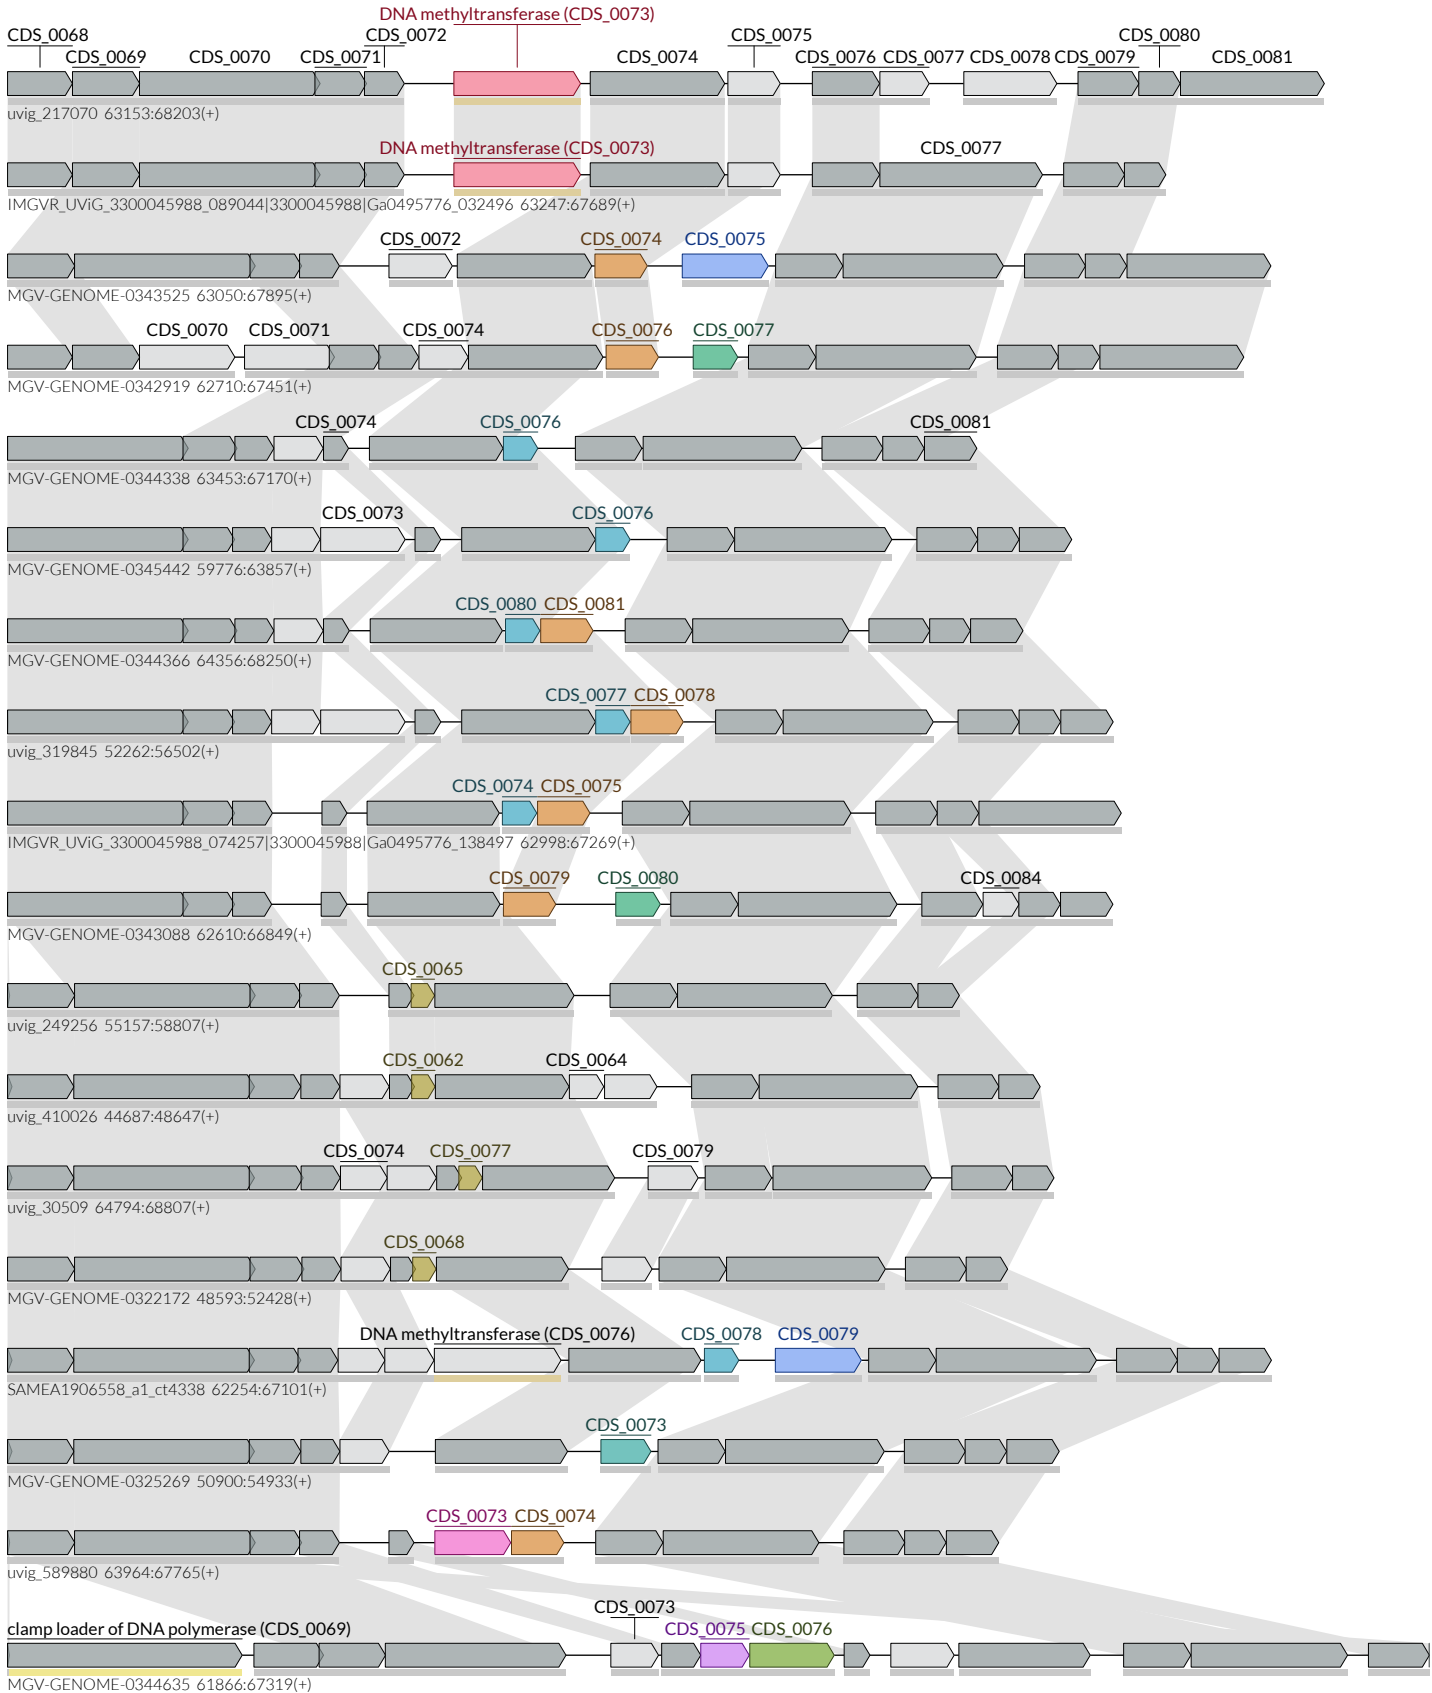 DNA methyltransferase (CDS_0073)
CDS_0068 CDS_0072 CDS_0075 CDS_0080
CDS_0069 CDS_0070 CDS_0071 CDS_0074 CDS_0076 CDS_0077 CDS_0078 CDS_0079 CDS_0081
uvig_217070 63153:68203(+)
DNA methyltransferase (CDS_0073) CDS_0077
IMGVR_UViG_3300045988_089044|3300045988|Ga0495776_032496 63247:67689(+)
CDS_0072 CDS_0074 CDS_0075
MGV-GENOME-0343525 63050:67895(+)
CDS_0070 CDS_0071 CDS_0074 CDS_0076 CDS_0077
MGV-GENOME-0342919 62710:67451(+)
CDS_0074 CDS_0076 CDS_0081
MGV-GENOME-0344338 63453:67170(+)
CDS_0073 CDS_0076
MGV-GENOME-0345442 59776:63857(+)
CDS_0080 CDS_0081
MGV-GENOME-0344366 64356:68250(+)
CDS_0077 CDS_0078
uvig_319845 52262:56502(+)
CDS_0074 CDS_0075
IMGVR_UViG_3300045988_074257|3300045988|Ga0495776_138497 62998:67269(+)
CDS_0079 CDS_0080 CDS_0084
MGV-GENOME-0343088 62610:66849(+)
CDS_0065
uvig_249256 55157:58807(+)
CDS_0062 CDS_0064
uvig_410026 44687:48647(+)
CDS_0074 CDS_0077 CDS_0079
uvig_30509 64794:68807(+)
CDS_0068
MGV-GENOME-0322172 48593:52428(+)
DNA methyltransferase (CDS_0076) CDS_0078 CDS_0079
SAMEA1906558_a1_ct4338 62254:67101(+)
CDS_0073
MGV-GENOME-0325269 50900:54933(+)
CDS_0073 CDS_0074
uvig_589880 63964:67765(+)
CDS_0073
clamp loader of DNA polymerase (CDS_0069) CDS_0075 CDS_0076
MGV-GENOME-0344635 61866:67319(+)